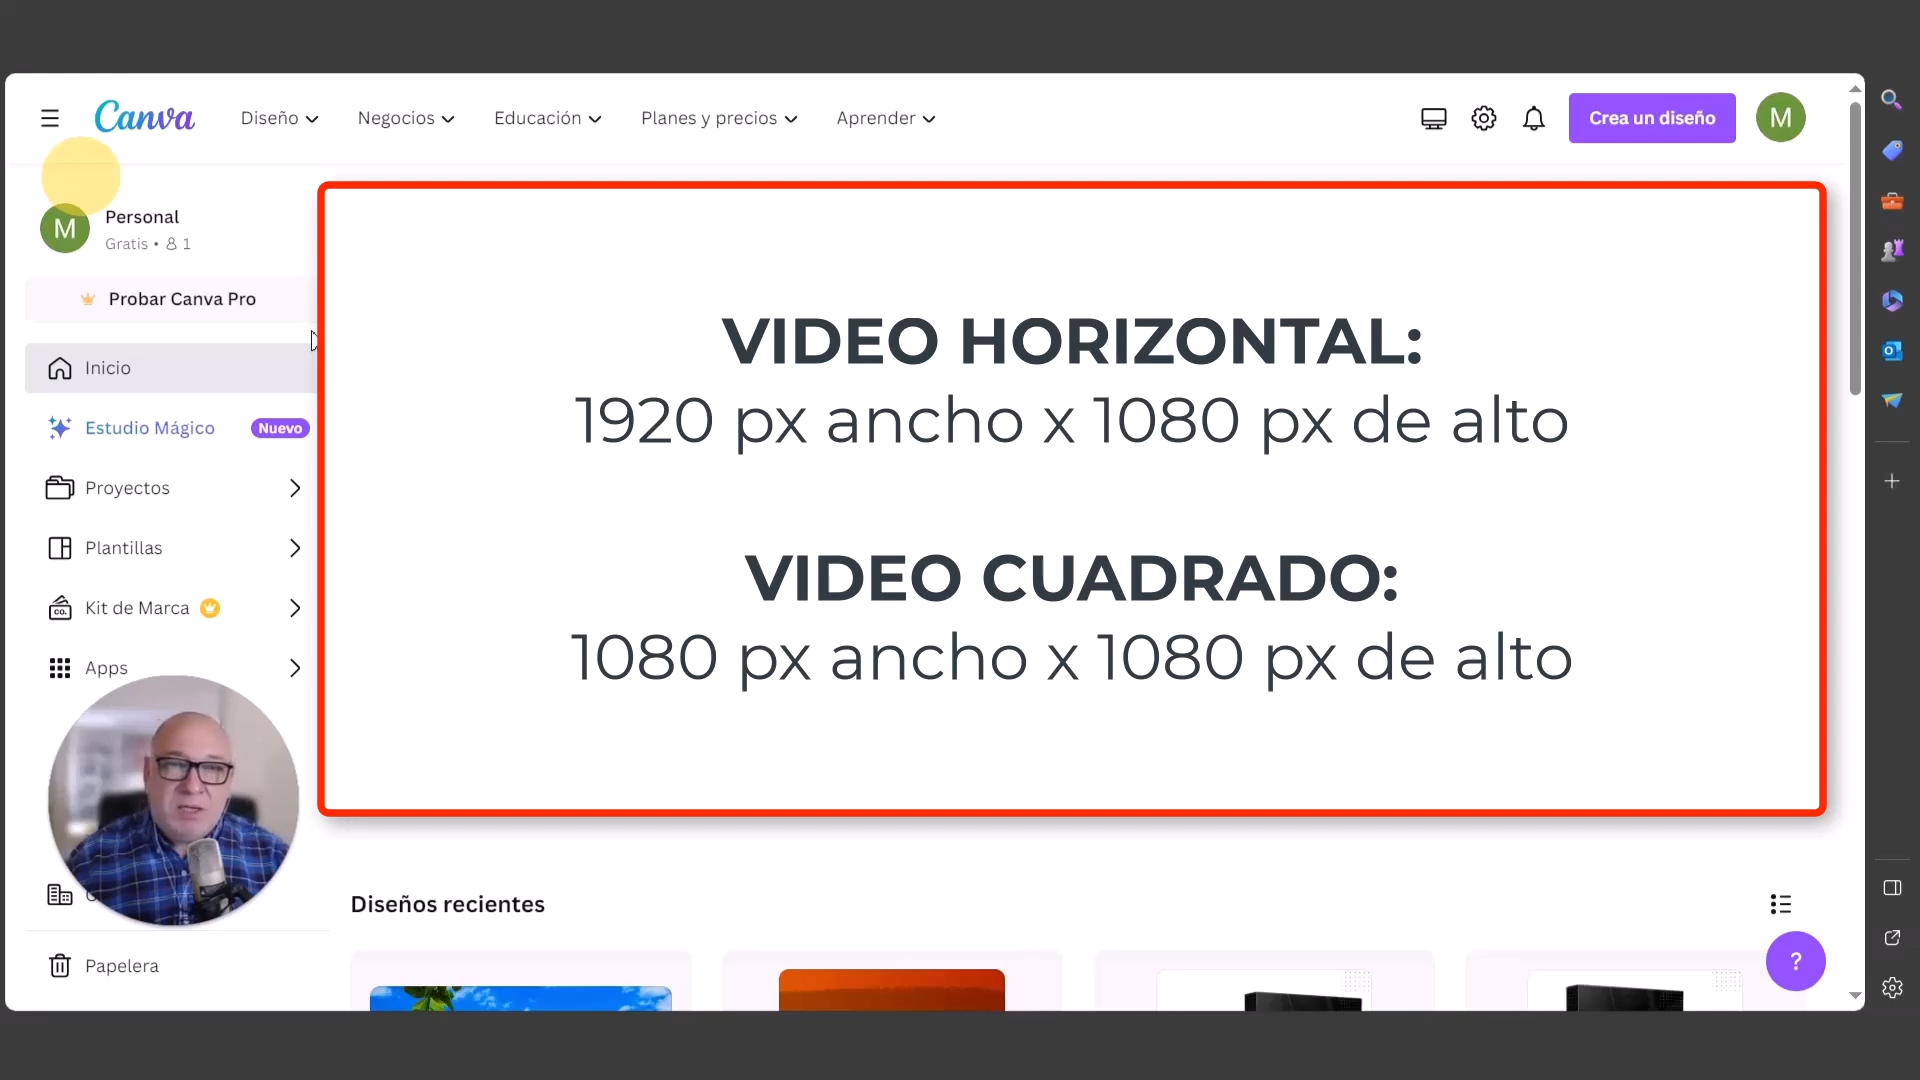 Canva
Diseño
Negocios
Educación
Planes y precios
Aprender
Crea un diseño
M
M
Personal
Gratis • 1
Probar Canva Pro
Inicio
Estudio Mágico
Nuevo
Proyectos
Plantillas
CO.
Kit de Marca
Apps
Papelera
VIDEO HORIZONTAL:
1920 px ancho x 1080 px de alto
VIDEO CUADRADO:
1080 px ancho x 1080 px de alto
Diseños recientes
?